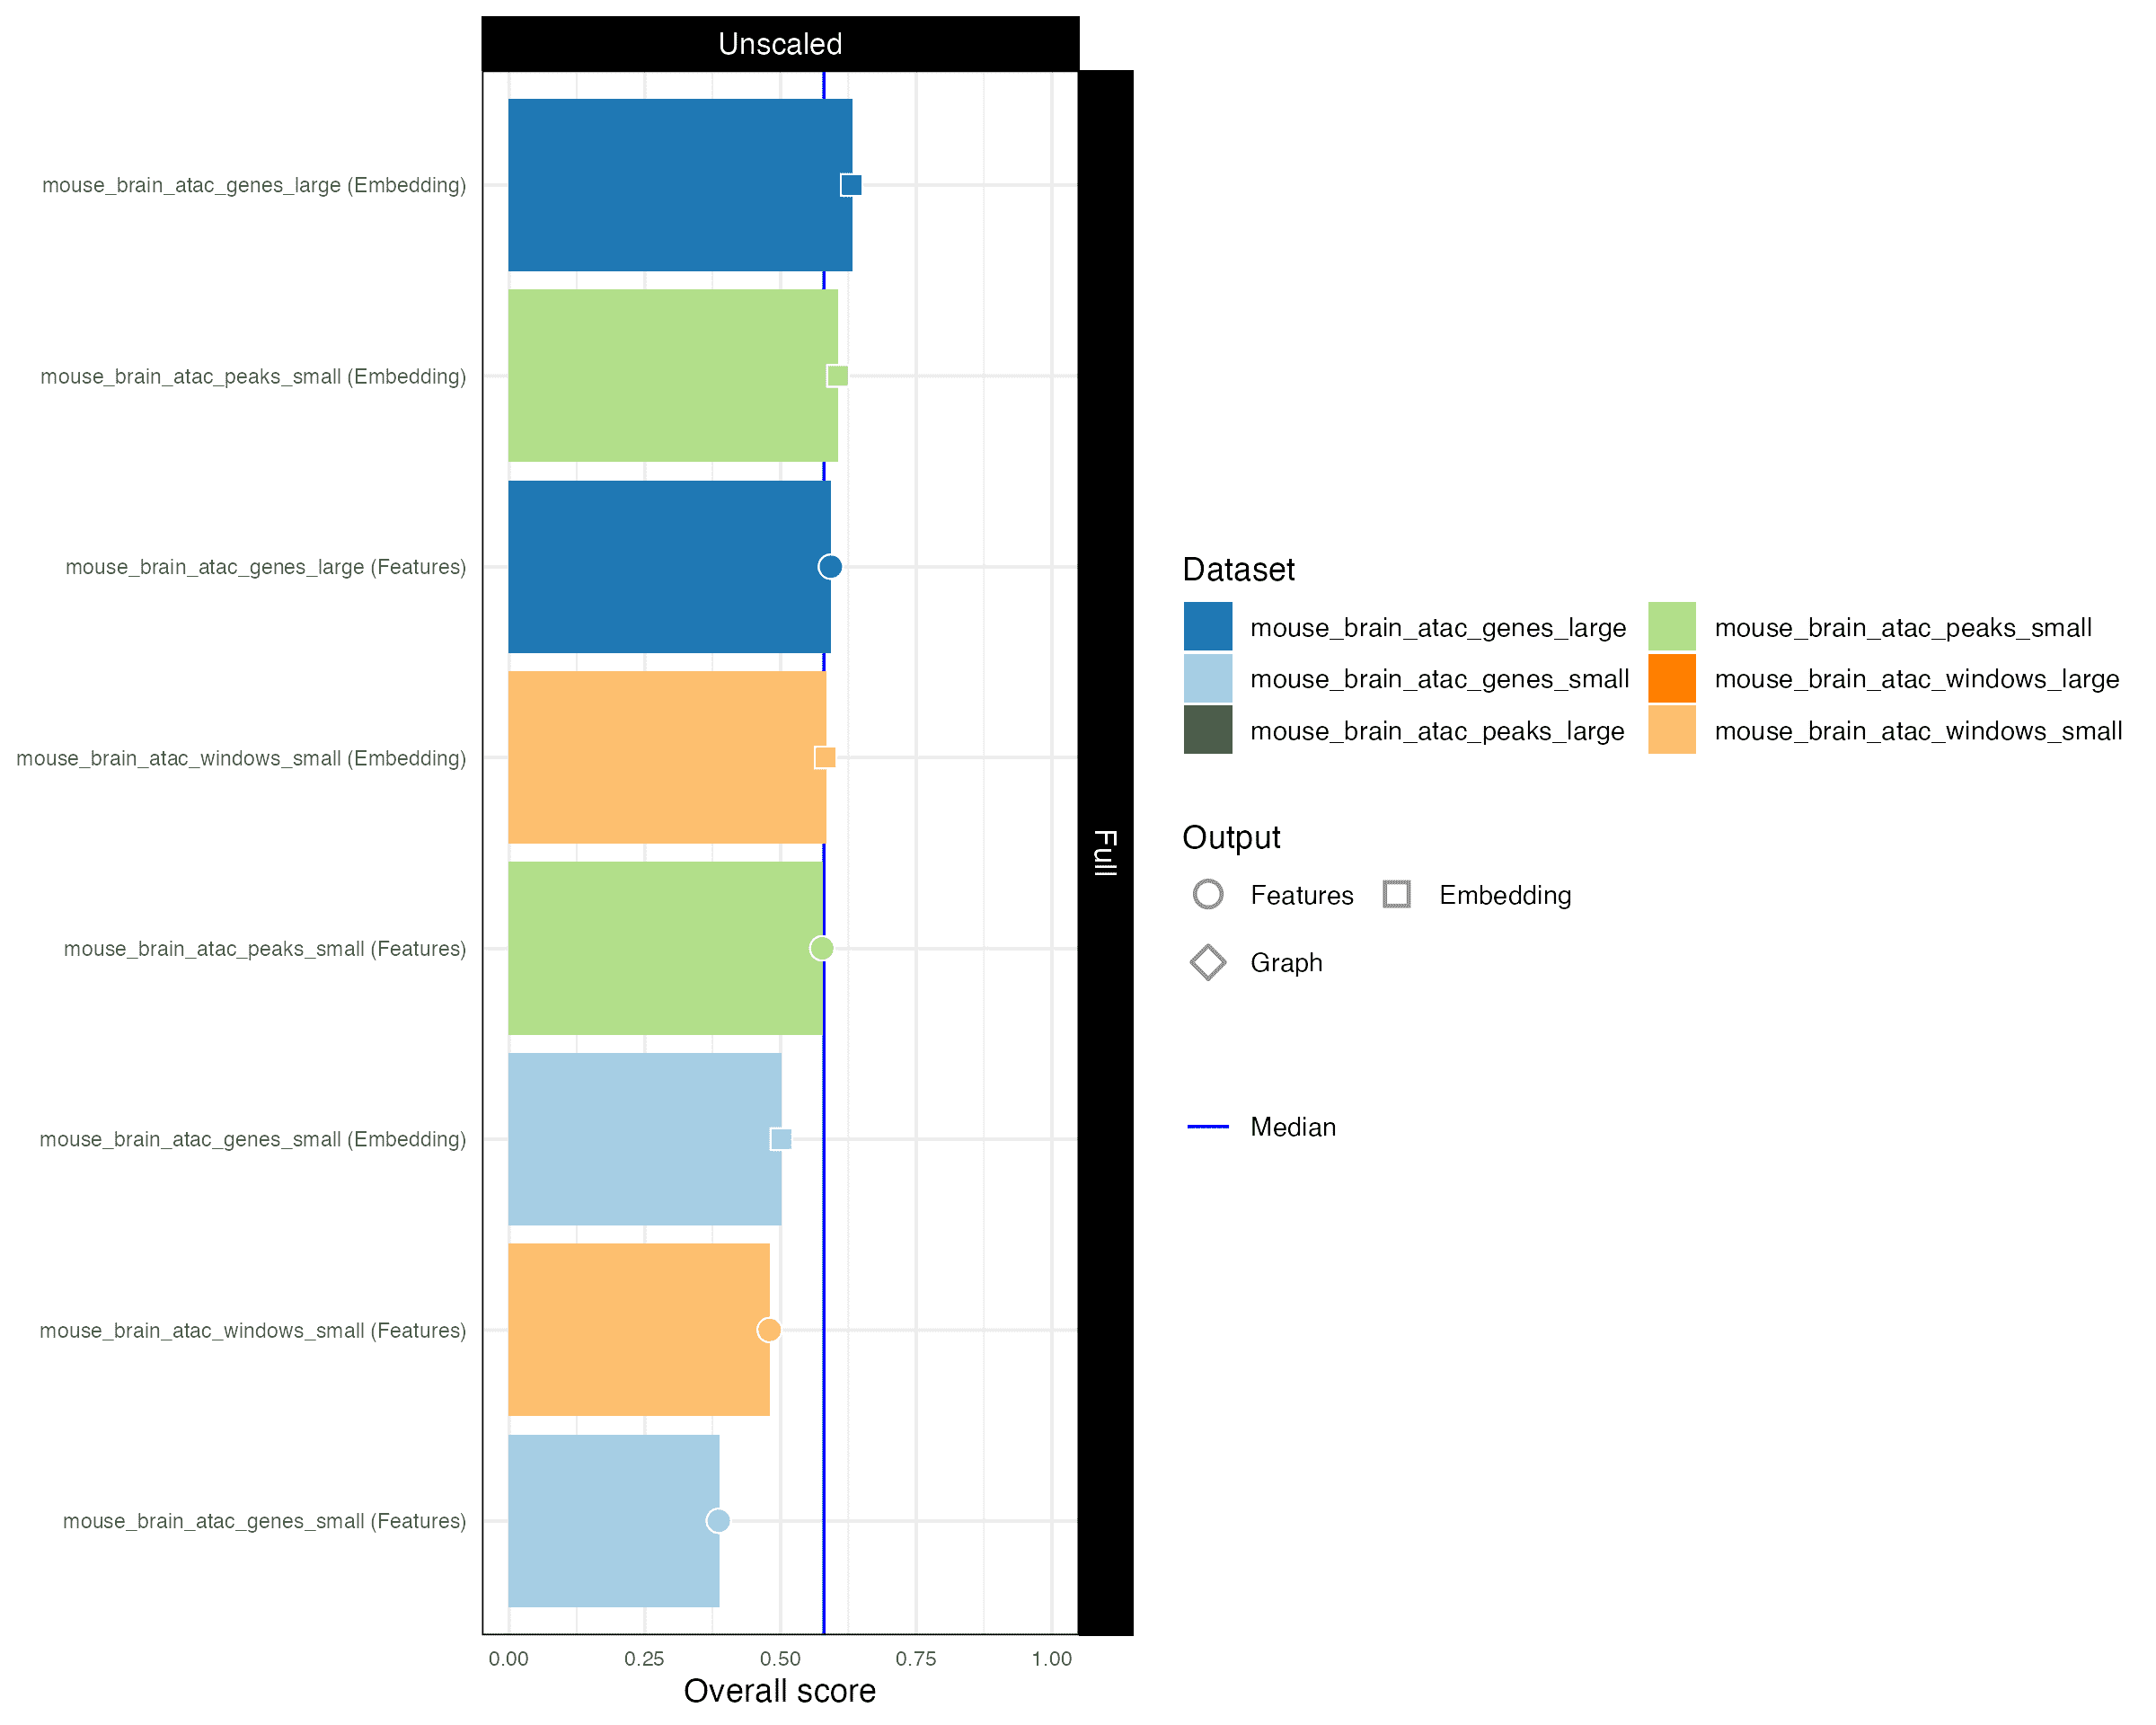 Unscaled
mouse_brain_atac_genes_large (Embedding)
mouse_brain_atac_peaks_small (Embedding)
mouse_brain_atac_genes_large (Features)
mouse_brain_atac_windows_small (Embedding)
mouse_brain_atac_peaks_small (Features)
mouse_brain_atac_genes_small (Embedding)
mouse_brain_atac_windows_small (Features)
mouse_brain_atac_genes_small (Features)
0.00 0.25 0.50 0.75 1.00
Overall score
Full
Dataset
mouse_brain_atac_genes_large mouse_brain_atac_peaks_small
mouse_brain_atac_genes_small mouse_brain_atac_windows_large
mouse_brain_atac_peaks_large mouse_brain_atac_windows_small
Output
Features Embedding
Graph
Median